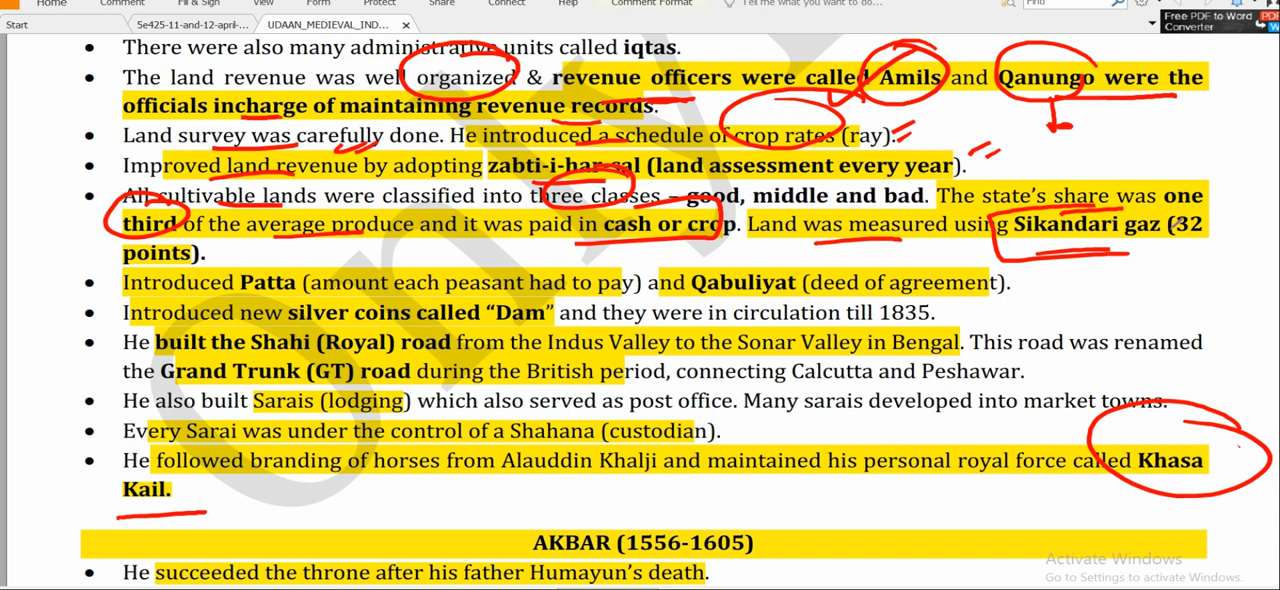 Home Comment Fill & Sign View Form Protect Share Connect Help Comment Format Tell me what you want to do... Find
Start 5e425-11-and-12-april-... UDAAN_MEDIEVAL_IND...
Free PDF to Word Converter
PDF
• There were also many administrative units called iqtas.
• The land revenue was well organized & revenue officers were called Amils and Qanungo were the
officials incharge of maintaining revenue records.
• Land survey was carefully done. He introduced a schedule of crop rates (ray).
• Improved land revenue by adopting zabti-i-har-sal (land assessment every year).
• All cultivable lands were classified into three classes – good, middle and bad. The state's share was one
third of the average produce and it was paid in cash or crop. Land was measured using Sikandari gaz (32
points).
• Introduced Patta (amount each peasant had to pay) and Qabuliyat (deed of agreement).
• Introduced new silver coins called "Dam" and they were in circulation till 1835.
• He built the Shahi (Royal) road from the Indus Valley to the Sonar Valley in Bengal. This road was renamed
the Grand Trunk (GT) road during the British period, connecting Calcutta and Peshawar.
• He also built Sarais (lodging) which also served as post office. Many sarais developed into market towns.
• Every Sarai was under the control of a Shahana (custodian).
• He followed branding of horses from Alauddin Khalji and maintained his personal royal force called Khasa
Kail.
AKBAR (1556-1605)
• He succeeded the throne after his father Humayun's death.
Activate Windows
Go to Settings to activate Windows.
Only